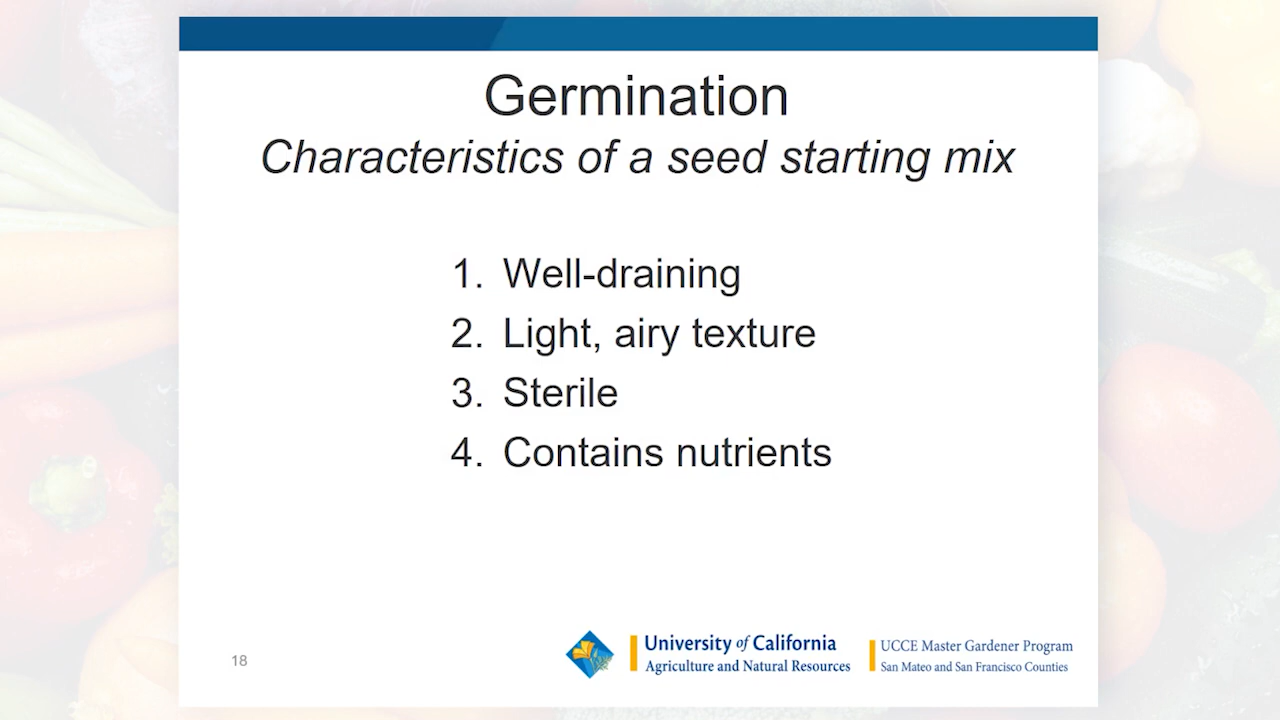 Germination
Characteristics of a seed starting mix
1. Well-draining
2. Light, airy texture
3. Sterile
4. Contains nutrients
18
University of California
Agriculture and Natural Resources
UCCE Master Gardener Program
San Mateo and San Francisco Counties